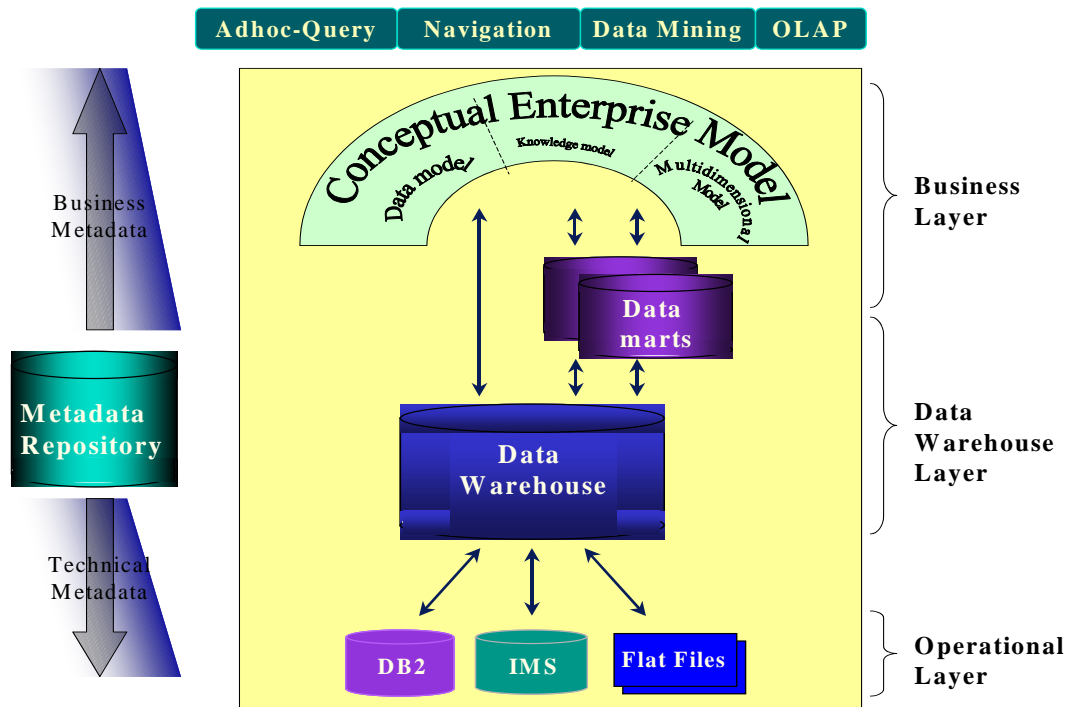 Adhoc-Query Navigation Data Mining OLAP
Conceptual Enterprise Model
Data model
Knowledge model
Multidimensional
Model
Business
Metadata
Business
Layer
Data
marts
Metadata
Repository
Data
Warehouse
Data
Warehouse
Layer
Technical
Metadata
DB2
IMS
Flat Files
Operational
Layer